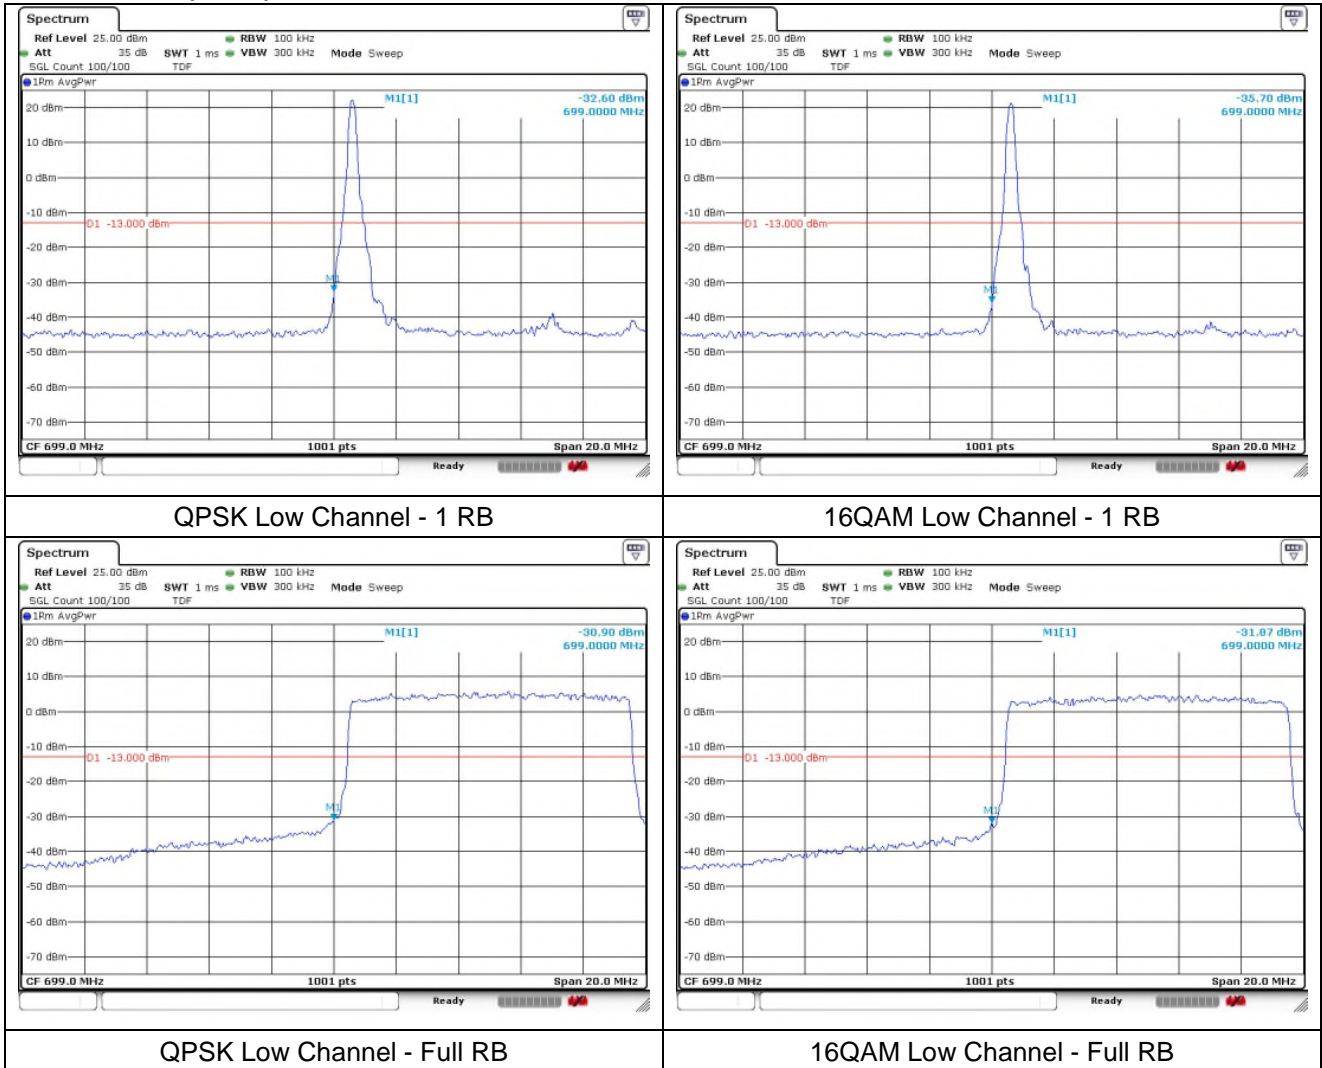 Spectrum
Ref Level 25.00 dBm RBW 100 kHz
Att 35 dB SWT 1 ms VBW 300 kHz Mode Sweep
SGL Count 100/100 TDF
1Rm AvgPwr
M1[1] -32.60 dBm
699.0000 MHz
20 dBm
10 dBm
0 dBm
-10 dBm
D1 -13.000 dBm
-20 dBm
M1
-30 dBm
-40 dBm
-50 dBm
-60 dBm
-70 dBm
CF 699.0 MHz 1001 pts Span 20.0 MHz
Ready
QPSK Low Channel - 1 RB
Spectrum
Ref Level 25.00 dBm RBW 100 kHz
Att 35 dB SWT 1 ms VBW 300 kHz Mode Sweep
SGL Count 100/100 TDF
1Rm AvgPwr
M1[1] -35.70 dBm
699.0000 MHz
20 dBm
10 dBm
0 dBm
-10 dBm
D1 -13.000 dBm
-20 dBm
-30 dBm
M1
-40 dBm
-50 dBm
-60 dBm
-70 dBm
CF 699.0 MHz 1001 pts Span 20.0 MHz
Ready
16QAM Low Channel - 1 RB
Spectrum
Ref Level 25.00 dBm RBW 100 kHz
Att 35 dB SWT 1 ms VBW 300 kHz Mode Sweep
SGL Count 100/100 TDF
1Rm AvgPwr
M1[1] -30.90 dBm
699.0000 MHz
20 dBm
10 dBm
0 dBm
-10 dBm
D1 -13.000 dBm
-20 dBm
M1
-30 dBm
-40 dBm
-50 dBm
-60 dBm
-70 dBm
CF 699.0 MHz 1001 pts Span 20.0 MHz
Ready
QPSK Low Channel - Full RB
Spectrum
Ref Level 25.00 dBm RBW 100 kHz
Att 35 dB SWT 1 ms VBW 300 kHz Mode Sweep
SGL Count 100/100 TDF
1Rm AvgPwr
M1[1] -31.87 dBm
699.0000 MHz
20 dBm
10 dBm
0 dBm
-10 dBm
D1 -13.000 dBm
-20 dBm
M1
-30 dBm
-40 dBm
-50 dBm
-60 dBm
-70 dBm
CF 699.0 MHz 1001 pts Span 20.0 MHz
Ready
16QAM Low Channel - Full RB